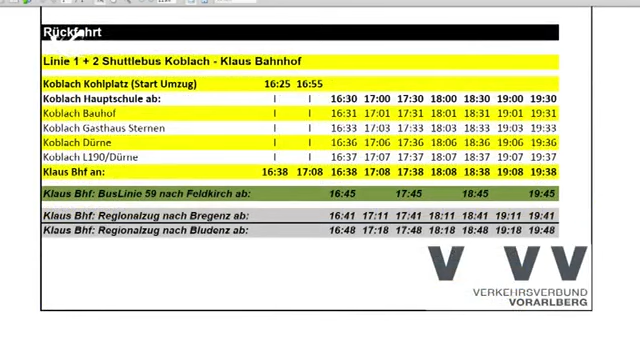 Rückfahrt
Linie 1 + 2 Shuttlebus Koblach - Klaus Bahnhof
Koblach Kohlplatz (Start Umzug) 16:25 16:55
Koblach Hauptschule ab: I I 16:30 17:00 17:30 18:00 18:30 19:00 19:30
Koblach Bauhof I I 16:31 17:01 17:31 18:01 18:31 19:01 19:31
Koblach Gasthaus Sternen I I 16:33 17:03 17:33 18:03 18:33 19:03 19:33
Koblach Dürne I I 16:36 17:06 17:36 18:06 18:36 19:06 19:36
Koblach L190/Dürne I I 16:37 17:07 17:37 18:07 18:37 19:07 19:37
Klaus Bhf an: 16:38 17:08 16:38 17:08 17:38 18:08 18:38 19:08 19:38
Klaus Bhf: BusLinie 59 nach Feldkirch ab: 16:45 17:45 18:45 19:45
Klaus Bhf: Regionalzug nach Bregenz ab: 16:41 17:11 17:41 18:11 18:41 19:11 19:41
Klaus Bhf: Regionalzug nach Bludenz ab: 16:48 17:18 17:48 18:18 18:48 19:18 19:48
V VV
VERKEHRSVERBUND
VORARLBERG